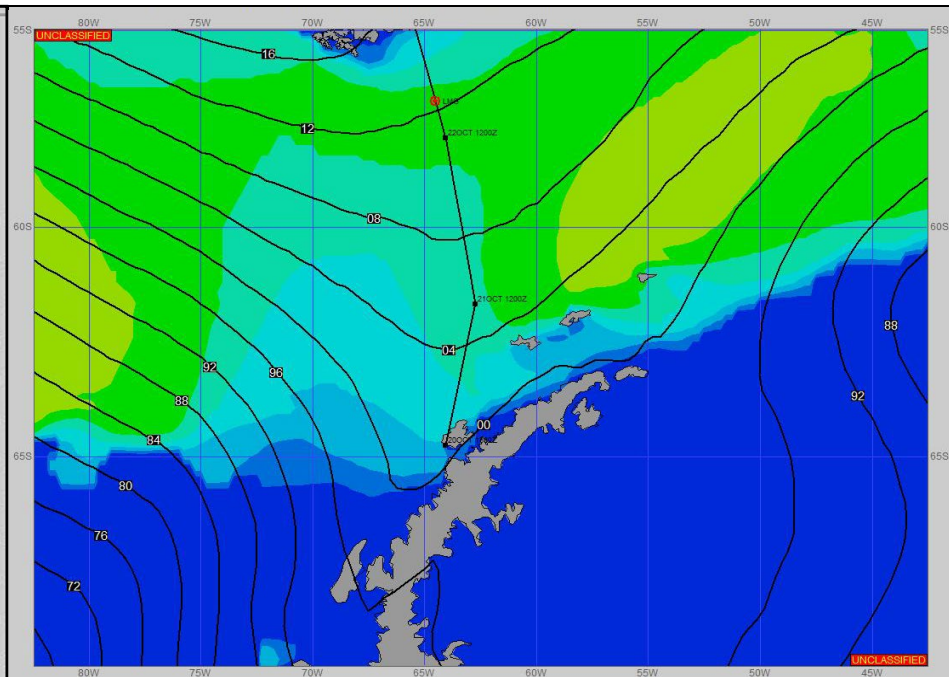 80W 75W 70W 65W 60W 55W 50W 45W
55S UNCLASSIFIED 55S
16
LMG
12
22OCT 1200Z
08
60S 60S
21OCT 1200Z
88
04
92
96
92
88
00
84
20OCT
65S 65S
80
76
72
UNCLASSIFIED
80W 75W 70W 65W 60W 55W 50W 45W